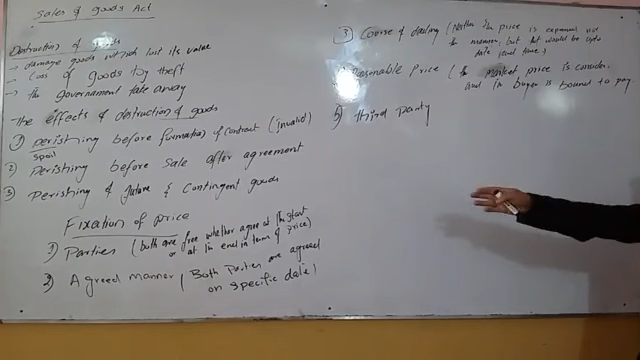 Sales of goods Act
Destruction of goods
- damage goods which lost its value
- Loss of goods by theft
- The governament take away
The effects of destruction of goods
1) perishing before formation of contract (invalid)
spoil
2) Perishing before Sale after agreement
3) Perishing of future & Contingent goods
Fixation of price
1) Parties (both are free whether agree at the start
or at the end in terms of price)
2) Agreed manner (Both Parties are agreed
on specific date)
3) Course of dealing (Neither the price is expressed nor
the manner, but it would be upto
date and time)
Reasonable Price (the market price is consider
and the buyer is bound to pay
5) third party